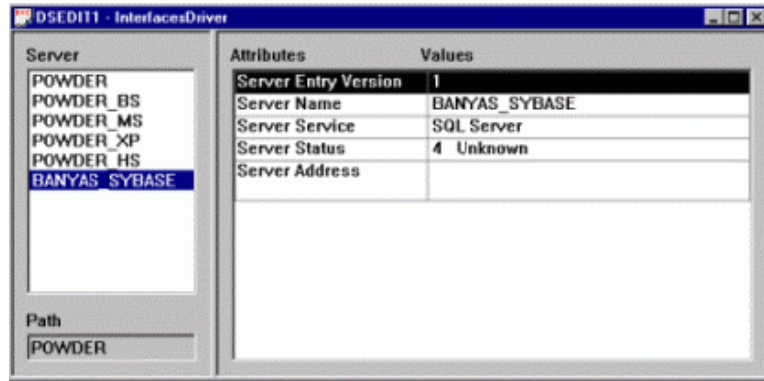 DSEDIT1 - InterfacesDriver
Server
POWDER
POWDER_BS
POWDER_MS
POWDER_XP
POWDER_HS
BANYAS_SYBASE
Path
POWDER
Attributes Values
Server Entry Version 1
Server Name BANYAS_SYBASE
Server Service SQL Server
Server Status 4 Unknown
Server Address